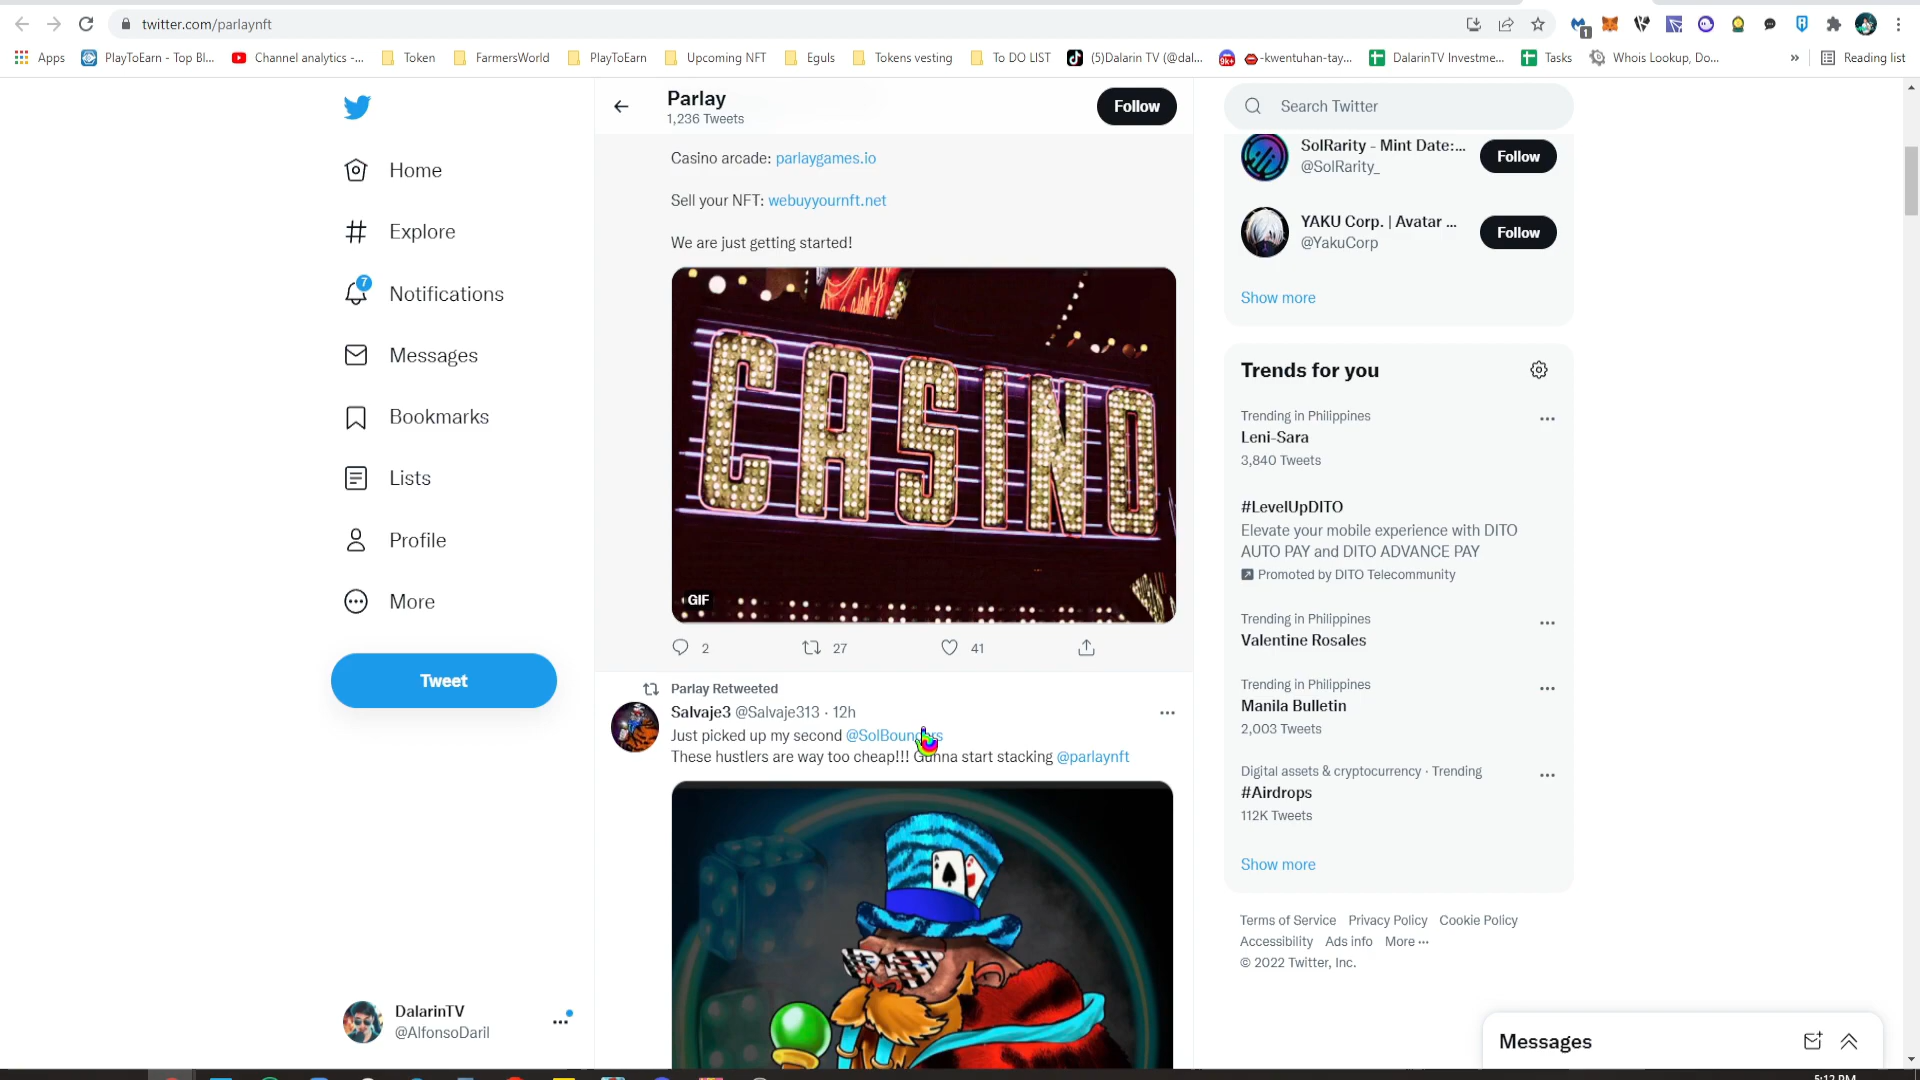 twitter.com/parlaynft
1
Apps
PlayToEarn - Top Bl...
Channel analytics -...
Token
FarmersWorld
PlayToEarn
Upcoming NFT
Eguls
Tokens vesting
To DO LIST
(5)Dalarin TV (@dal...
9k+
-kwentuhan-tay...
DalarinTV Investme...
Tasks
Whois Lookup, Do...
»
Reading list
Home
Explore
7
Notifications
Messages
Bookmarks
Lists
Profile
More
Tweet
DalarinTV
@AlfonsoDaril
Parlay
1,236 Tweets
Follow
Casino arcade: parlaygames.io
Sell your NFT: webuyyournft.net
We are just getting started!
CASINO
GIF
2
27
41
Parlay Retweeted
Salvaje3 @Salvaje313 · 12h
Just picked up my second
These hustlers are way too cheap!!! Gunna start stacking @parlaynft
Search Twitter
SolRarity - Mint Date:...
@SolRarity_
Follow
YAKU Corp. | Avatar ...
@YakuCorp
Follow
Show more
Trends for you
Trending in Philippines
Leni-Sara
3,840 Tweets
#LevelUpDITO
Elevate your mobile experience with DITO
AUTO PAY and DITO ADVANCE PAY
Promoted by DITO Telecommunity
Trending in Philippines
Valentine Rosales
Trending in Philippines
Manila Bulletin
2,003 Tweets
Digital assets & cryptocurrency · Trending
#Airdrops
112K Tweets
Show more
Terms of Service Privacy Policy Cookie Policy
Accessibility Ads info More ···
© 2022 Twitter, Inc.
Messages
5:12 PM